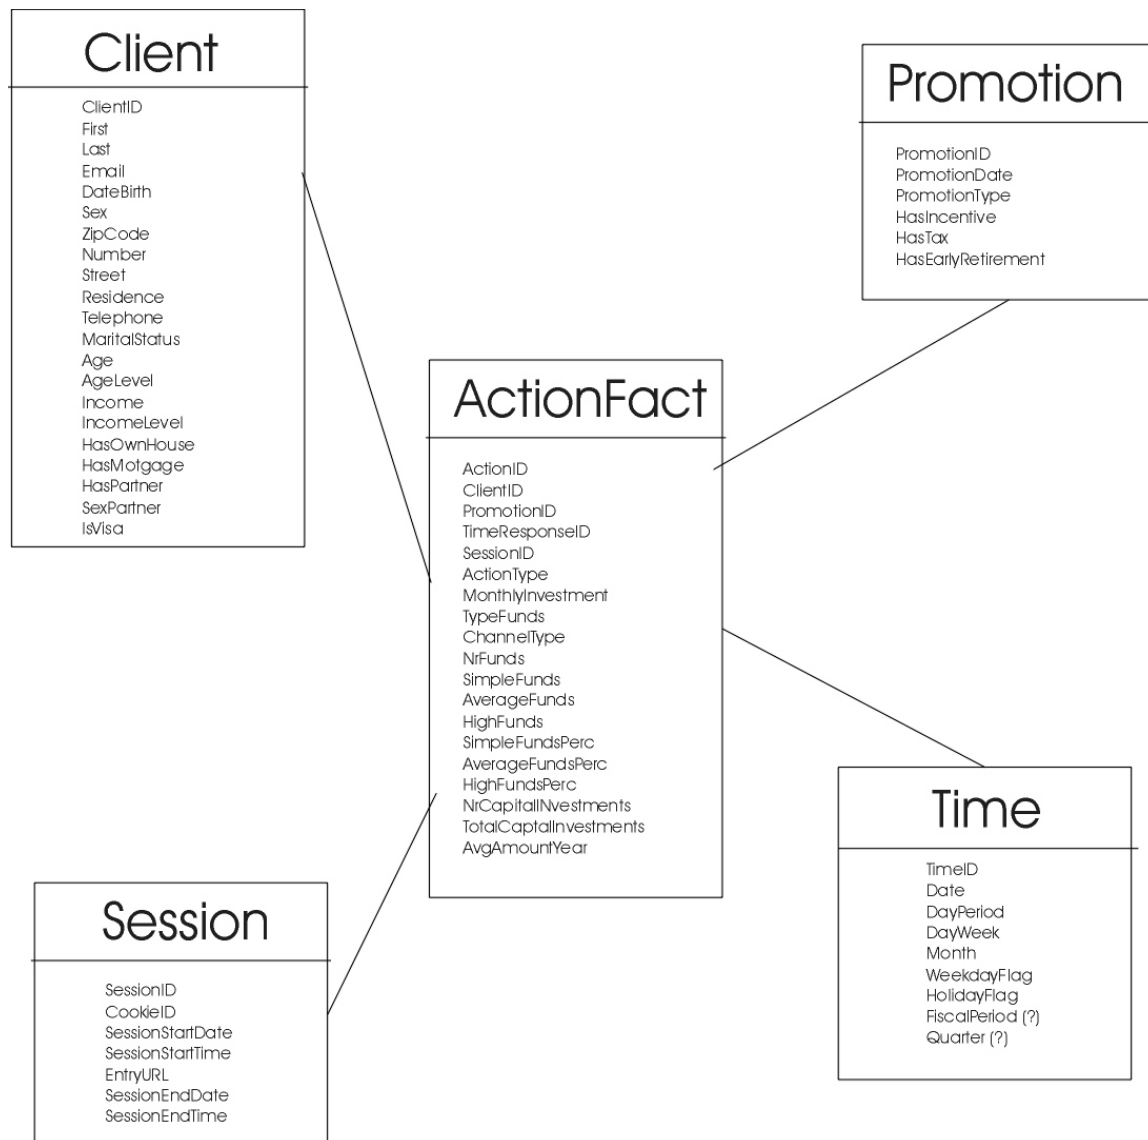 Client
ClientID
First
Last
Email
DateBirth
Sex
ZipCode
Number
Street
Residence
Telephone
MaritalStatus
Age
AgeLevel
Income
IncomeLevel
HasOwnHouse
HasMotgage
HasPartner
SexPartner
IsVisa
Promotion
PromotionID
PromotionDate
PromotionType
HasIncentive
HasTax
HasEarlyRetirement
ActionFact
ActionID
ClientID
PromotionID
TimeResponseID
SessionID
ActionType
MonthlyInvestment
TypeFunds
ChannelType
NrFunds
SimpleFunds
AverageFunds
HighFunds
SimpleFundsPerc
AverageFundsPerc
HighFundsPerc
NrCapitalINvestments
TotalCaptalInvestments
AvgAmountYear
Session
SessionID
CookieID
SessionStartDate
SessionStartTime
EntryURL
SessionEndDate
SessionEndTime
Time
TimeID
Date
DayPeriod
DayWeek
Month
WeekdayFlag
HolidayFlag
FiscalPeriod (?)
Quarter (?)